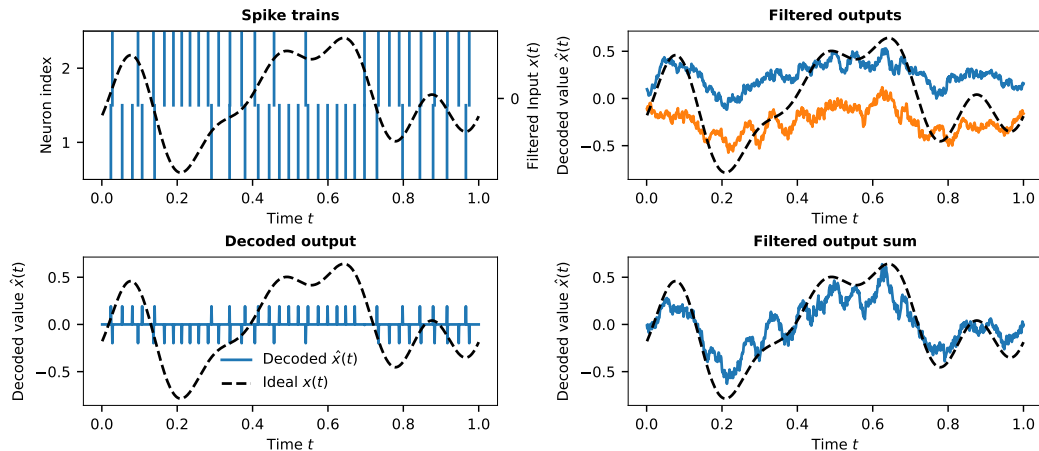 Spike trains
Neuron index
2
1
Filtered Input x(t)
0
0.0 0.2 0.4 0.6 0.8 1.0
Time t
Filtered outputs
Decoded value x̂(t)
0.5
0.0
−0.5
0.0 0.2 0.4 0.6 0.8 1.0
Time t
Decoded output
Decoded value x̂(t)
0.5
0.0
−0.5
Decoded x̂(t)
Ideal x(t)
0.0 0.2 0.4 0.6 0.8 1.0
Time t
Filtered output sum
Decoded value x̂(t)
0.5
0.0
−0.5
0.0 0.2 0.4 0.6 0.8 1.0
Time t